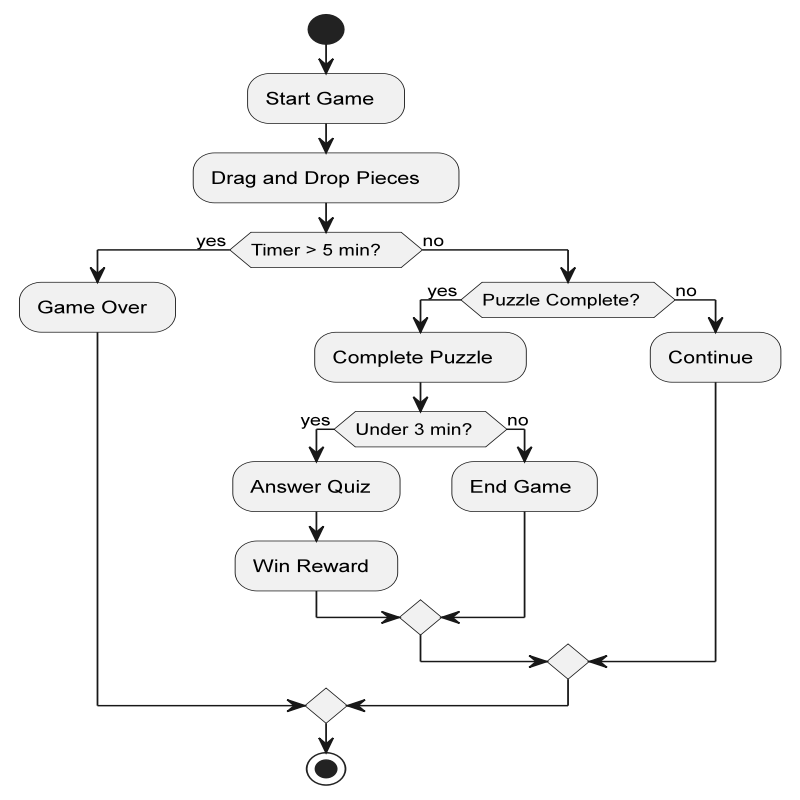 Start Game
Drag and Drop Pieces
yes
Timer > 5 min?
no
Game Over
yes
Puzzle Complete?
no
Complete Puzzle
Continue
yes
Under 3 min?
no
Answer Quiz
End Game
Win Reward